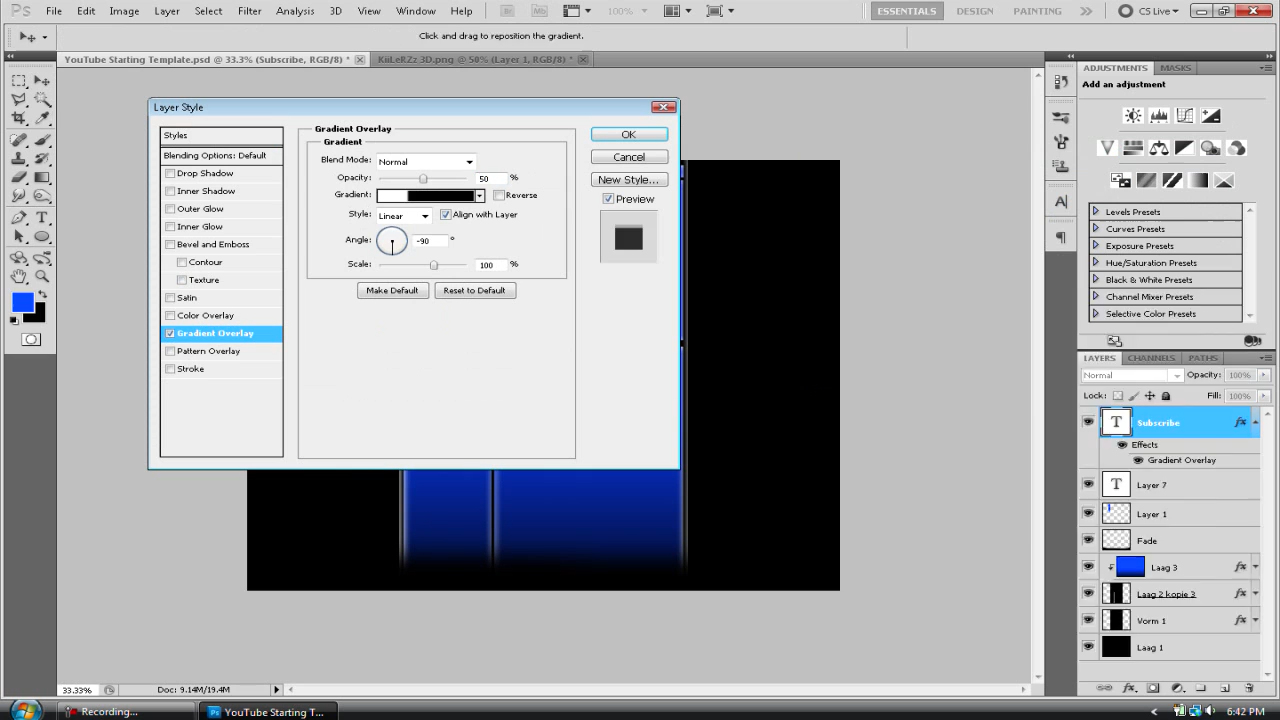 Ps File Edit Image Layer Select Filter Analysis 3D View Window Help Br Mb 100% ESSENTIALS DESIGN PAINTING CS Live
Click and drag to reposition the gradient.
YouTube Starting Template.psd @ 33.3% (Subscribe, RGB/8) *
KiiLeRZz 3D.png @ 50% (Layer 1, RGB/8) *
Layer Style
Styles
Blending Options: Default
Drop Shadow
Inner Shadow
Outer Glow
Inner Glow
Bevel and Emboss
Contour
Texture
Satin
Color Overlay
Gradient Overlay
Pattern Overlay
Stroke
Gradient Overlay
Gradient
Blend Mode: Normal
Opacity: 50 %
Gradient: Reverse
Style: Linear Align with Layer
Angle: -90 °
Scale: 100 %
Make Default Reset to Default
OK
Cancel
New Style...
Preview
ADJUSTMENTS MASKS
Add an adjustment
Levels Presets
Curves Presets
Exposure Presets
Hue/Saturation Presets
Black & White Presets
Channel Mixer Presets
Selective Color Presets
LAYERS CHANNELS PATHS
Normal Opacity: 100%
Lock: Fill: 100%
T Subscribe fx
Effects
Gradient Overlay
T Layer 7
Layer 1
Fade
Laag 3 fx
Laag 2 kopie 3 fx
Vorm 1 fx
Laag 1
33.33% Doc: 9.14M/19.4M
Recording... Ps YouTube Starting T... 6:42 PM